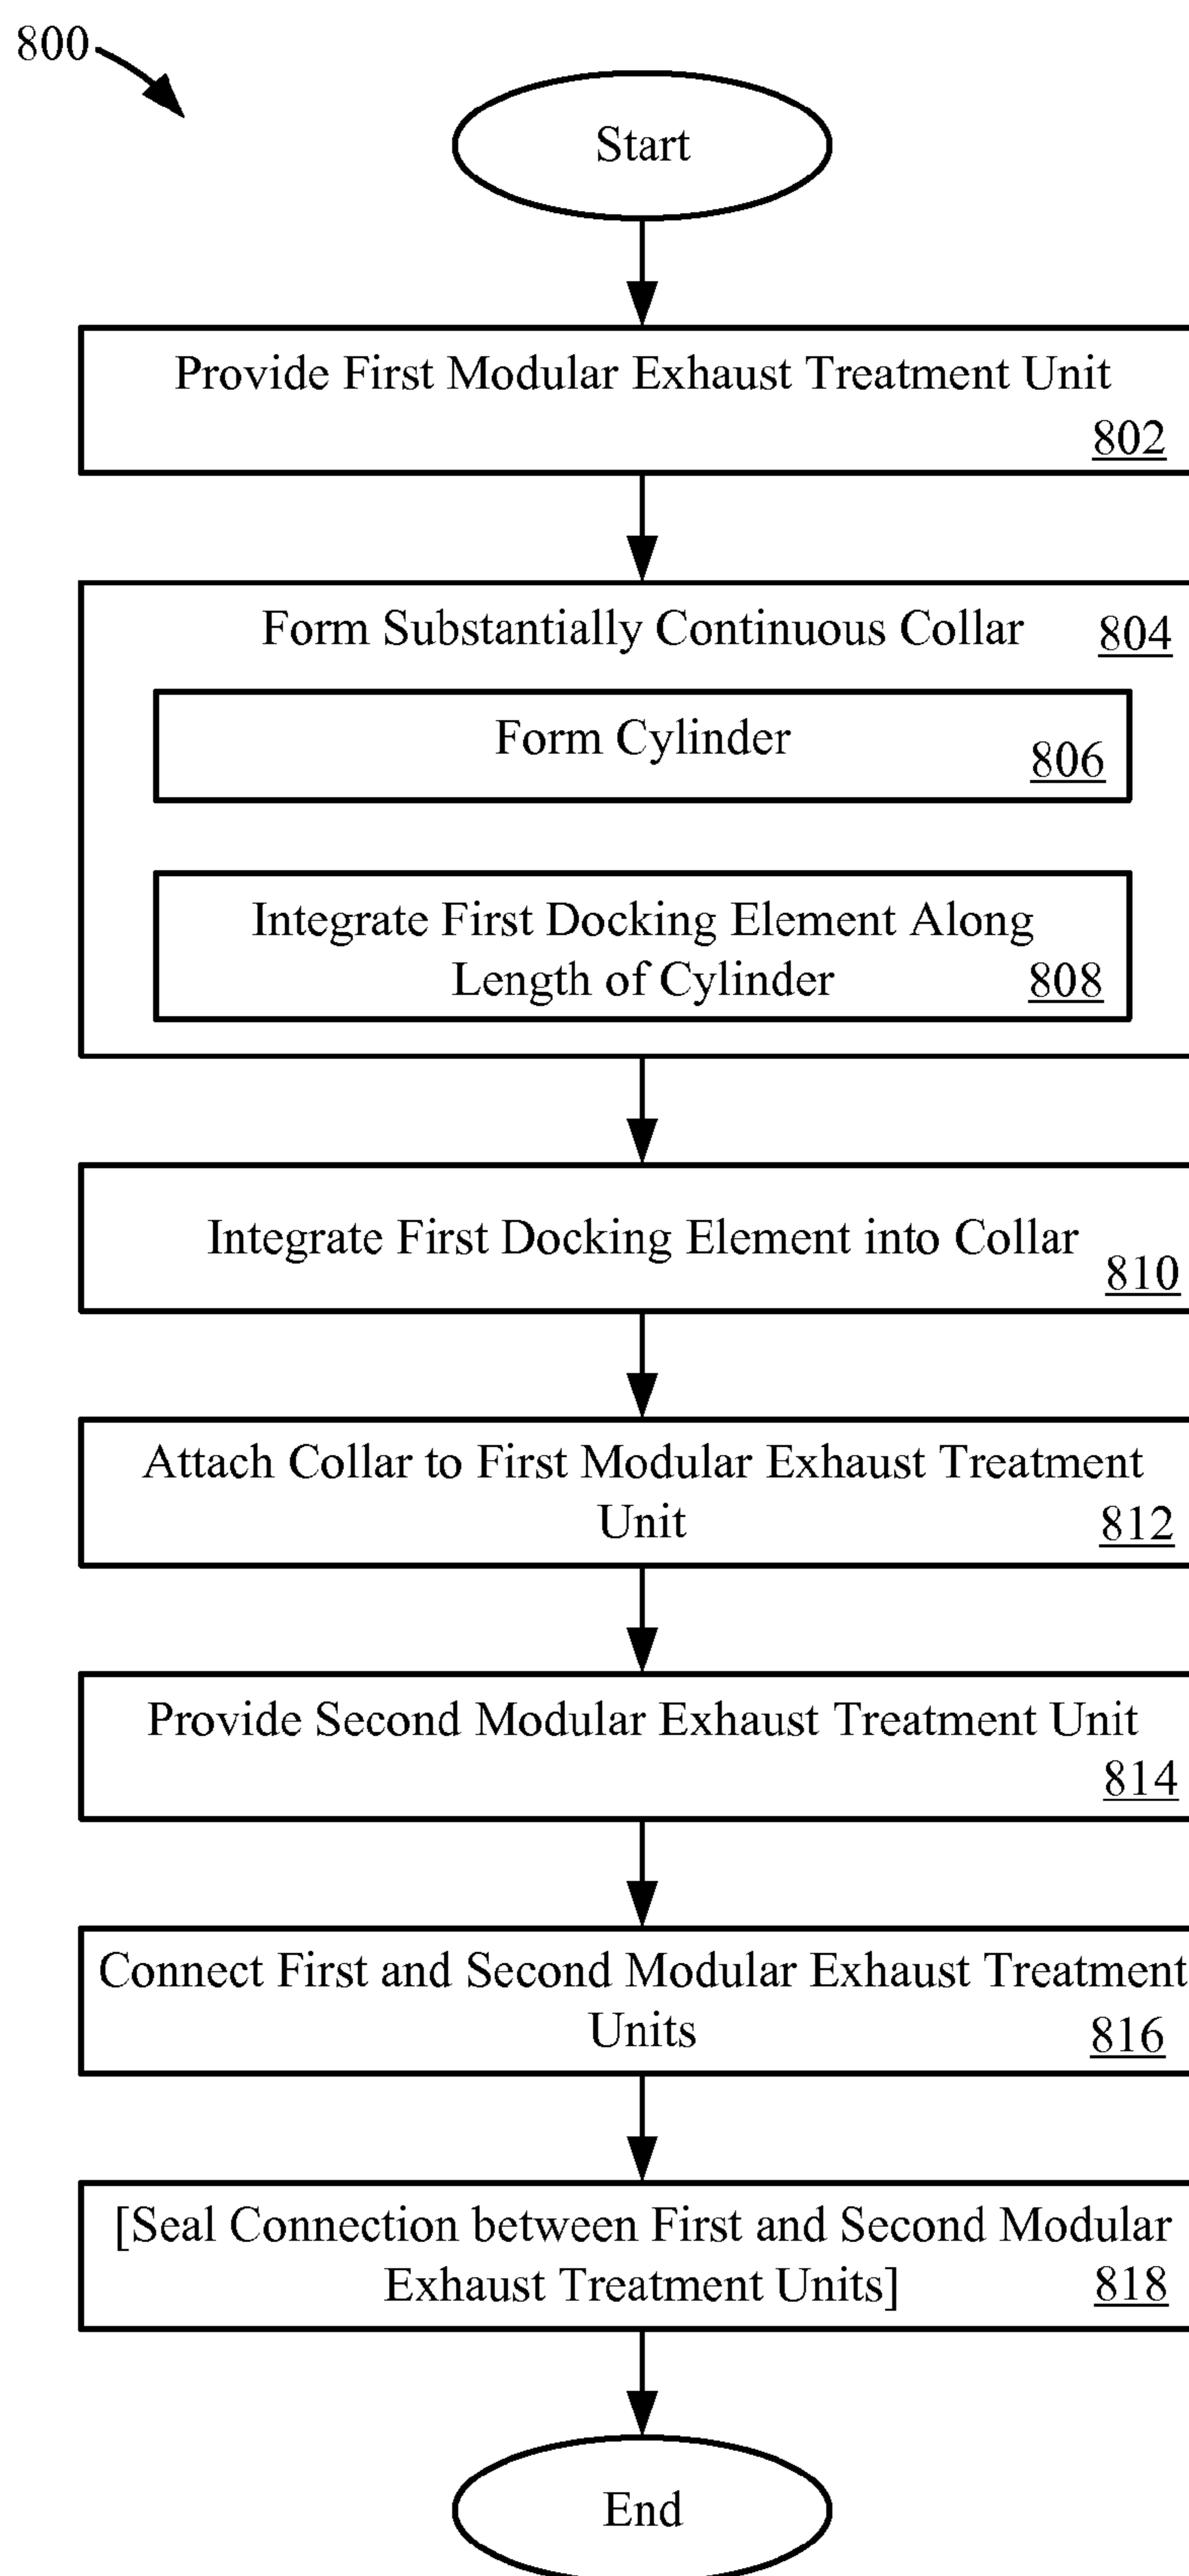 800
Start
Provide First Modular Exhaust Treatment Unit
802
Form Substantially Continuous Collar 804
Form Cylinder
806
Integrate First Docking Element Along
Length of Cylinder 808
Integrate First Docking Element into Collar
810
Attach Collar to First Modular Exhaust Treatment
Unit 812
Provide Second Modular Exhaust Treatment Unit
814
Connect First and Second Modular Exhaust Treatment
Units 816
[Seal Connection between First and Second Modular
Exhaust Treatment Units] 818
End